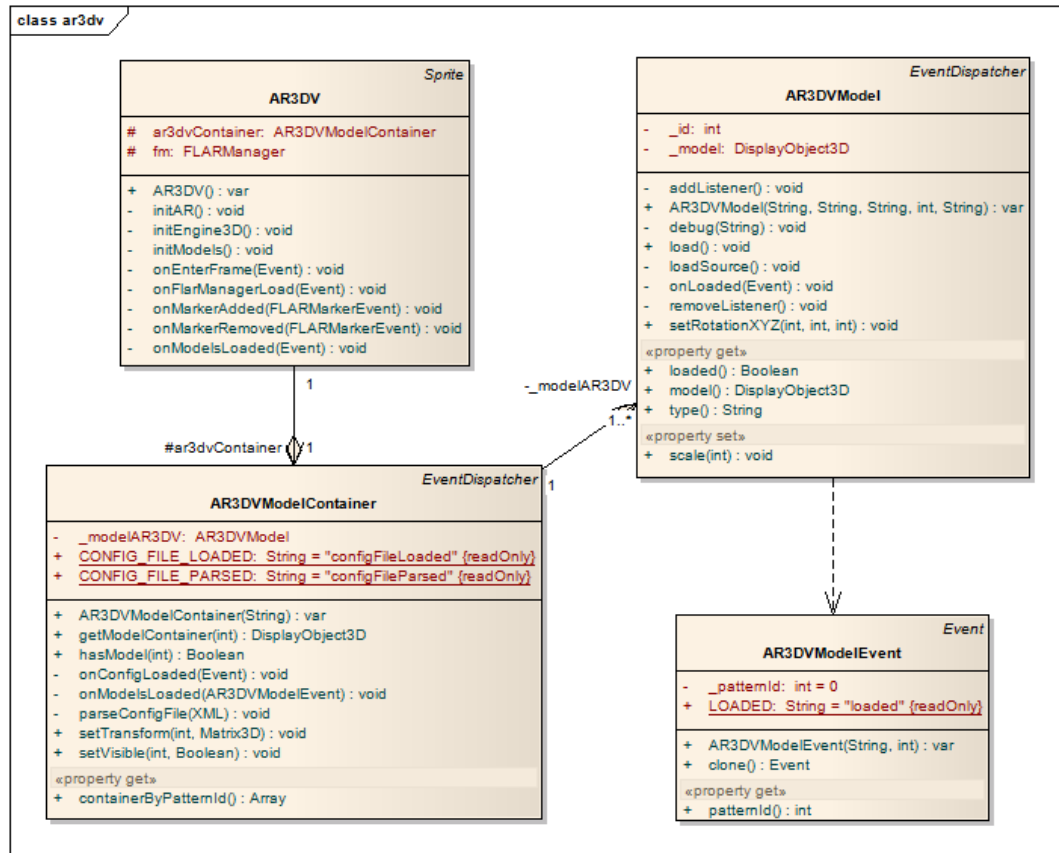 class ar3dv
Sprite
AR3DV
# ar3dvContainer: AR3DVModelContainer
# fm: FLARManager
+ AR3DV() : var
- initAR() : void
- initEngine3D() : void
- initModels() : void
- onEnterFrame(Event) : void
- onFlarManagerLoad(Event) : void
- onMarkerAdded(FLARMarkerEvent) : void
- onMarkerRemoved(FLARMarkerEvent) : void
- onModelsLoaded(Event) : void
1
#ar3dvContainer
1
EventDispatcher
AR3DVModelContainer
- _modelAR3DV: AR3DVModel
+ CONFIG_FILE_LOADED: String = "configFileLoaded" {readOnly}
+ CONFIG_FILE_PARSED: String = "configFileParsed" {readOnly}
+ AR3DVModelContainer(String) : var
+ getModelContainer(int) : DisplayObject3D
+ hasModel(int) : Boolean
- onConfigLoaded(Event) : void
- onModelsLoaded(AR3DVModelEvent) : void
- parseConfigFile(XML) : void
+ setTransform(int, Matrix3D) : void
+ setVisible(int, Boolean) : void
«property get»
+ containerByPatternId() : Array
1
-_modelAR3DV
1..*
EventDispatcher
AR3DVModel
- _id: int
- _model: DisplayObject3D
- addListener() : void
+ AR3DVModel(String, String, String, int, String) : var
- debug(String) : void
+ load() : void
- loadSource() : void
- onLoaded(Event) : void
- removeListener() : void
+ setRotationXYZ(int, int, int) : void
«property get»
+ loaded() : Boolean
+ model() : DisplayObject3D
+ type() : String
«property set»
+ scale(int) : void
Event
AR3DVModelEvent
- _patternId: int = 0
+ LOADED: String = "loaded" {readOnly}
+ AR3DVModelEvent(String, int) : var
+ clone() : Event
«property get»
+ patternId() : int